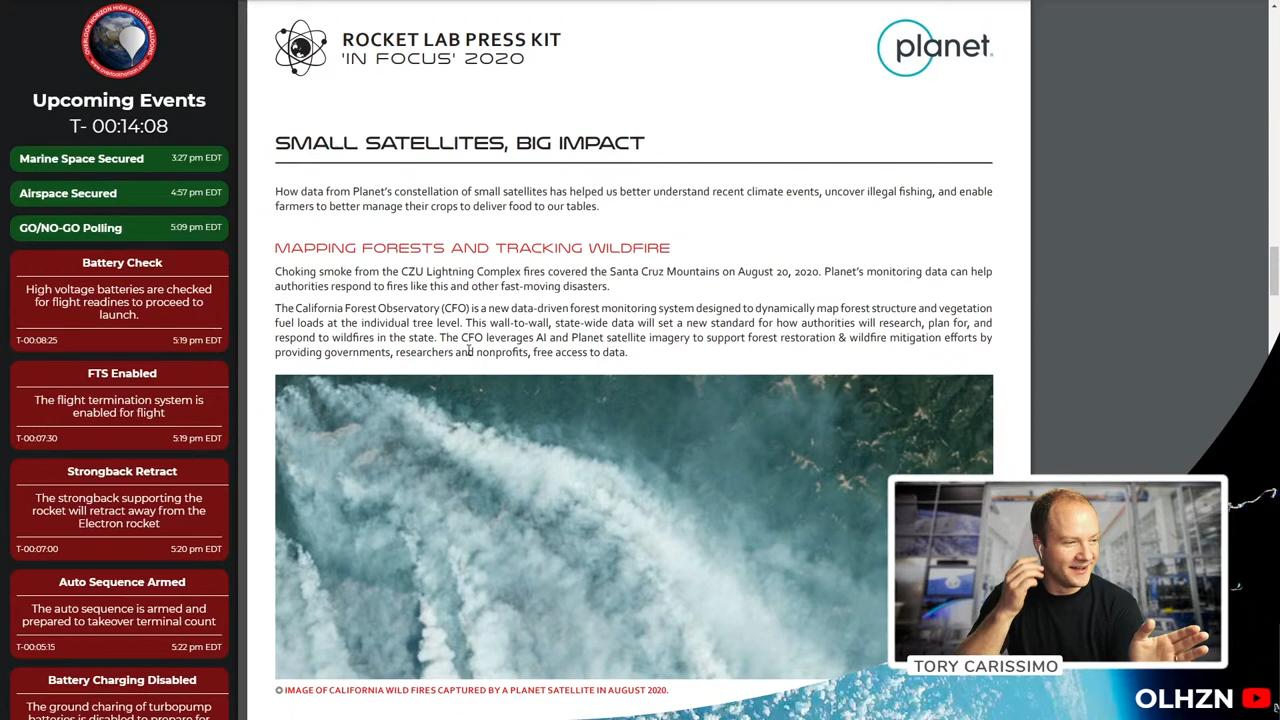 Upcoming Events
T- 00:14:08
Marine Space Secured 3:27 pm EDT
Airspace Secured 4:57 pm EDT
GO/NO-GO Polling 5:09 pm EDT
Battery Check
High voltage batteries are checked
for flight readines to proceed to
launch.
T-00:08:25 5:19 pm EDT
FTS Enabled
The flight termination system is
enabled for flight
T-00:07:30 5:19 pm EDT
Strongback Retract
The strongback supporting the
rocket will retract away from the
Electron rocket
T-00:07:00 5:20 pm EDT
Auto Sequence Armed
The auto sequence is armed and
prepared to takeover terminal count
T-00:05:15 5:22 pm EDT
Battery Charging Disabled
The ground charing of turbopump
batteries is disabled to prepare for
ROCKET LAB PRESS KIT
'IN FOCUS' 2020
planet.
SMALL SATELLITES, BIG IMPACT
How data from Planet's constellation of small satellites has helped us better understand recent climate events, uncover illegal fishing, and enable
farmers to better manage their crops to deliver food to our tables.
MAPPING FORESTS AND TRACKING WILDFIRE
Choking smoke from the CZU Lightning Complex fires covered the Santa Cruz Mountains on August 20, 2020. Planet's monitoring data can help
authorities respond to fires like this and other fast-moving disasters.
The California Forest Observatory (CFO) is a new data-driven forest monitoring system designed to dynamically map forest structure and vegetation
fuel loads at the individual tree level. This wall-to-wall, state-wide data will set a new standard for how authorities will research, plan for, and
respond to wildfires in the state. The CFO leverages AI and Planet satellite imagery to support forest restoration & wildfire mitigation efforts by
providing governments, researchers and nonprofits, free access to data.
IMAGE OF CALIFORNIA WILD FIRES CAPTURED BY A PLANET SATELLITE IN AUGUST 2020.
TORY CARISSIMO
OLHZN